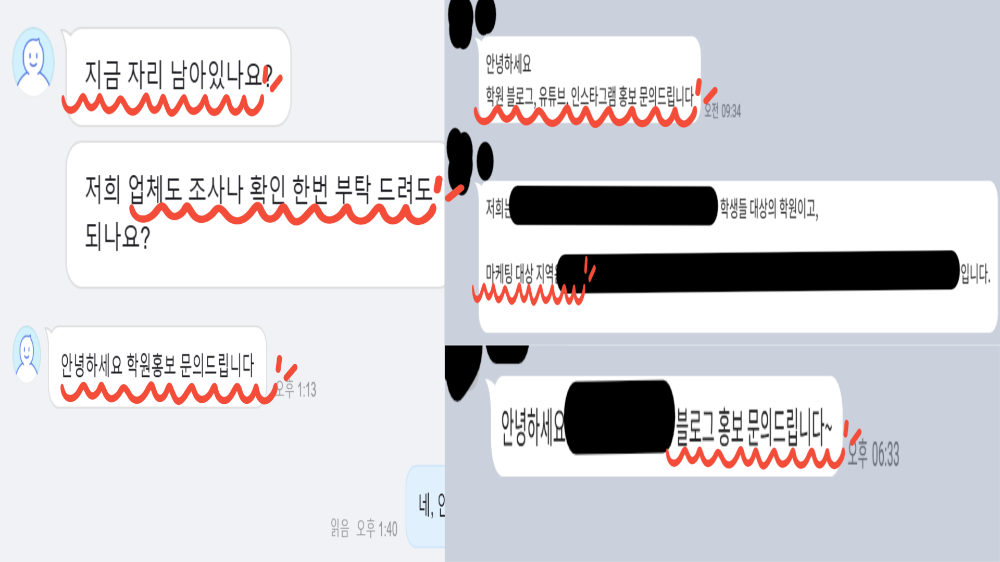 지금 자리 남아있나요?
저희 업체도 조사나 확인 한번 부탁 드려도
되나요?
안녕하세요 학원홍보 문의드립니다
오후 1:13
네,
읽음 오후 1:40
안녕하세요
학원 블로그, 유튜브, 인스타그램 홍보 문의드립니다
오전 09:34
저희는 학생들 대상의 학원이고,
마케팅 대상 지역은 입니다.
안녕하세요 블로그 홍보 문의드립니다~
오후 06:33